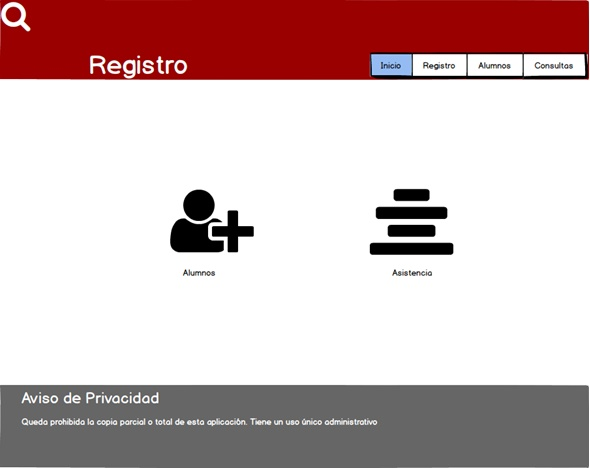 Registro
Inicio Registro Alumnos Consultas
Alumnos Asistencia
Aviso de Privacidad
Queda prohibida la copia parcial o total de esta aplicación. Tiene un uso único administrativo